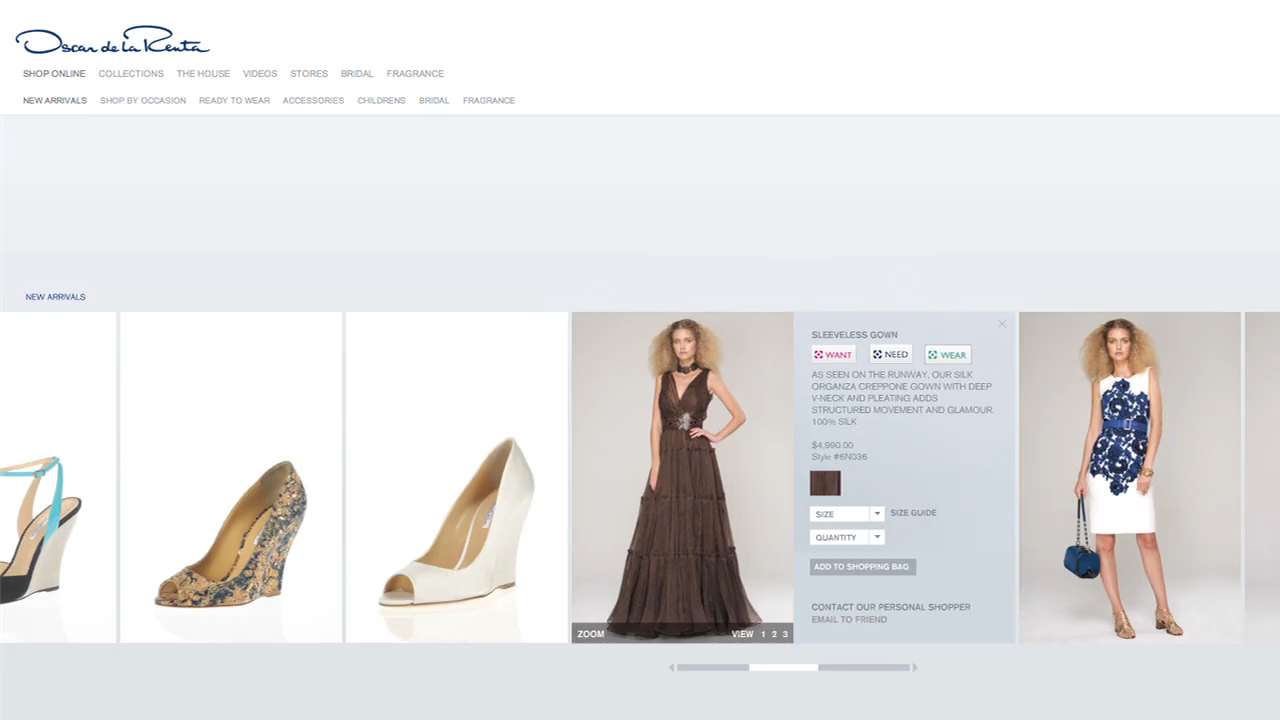 Oscar de la Renta
SHOP ONLINE COLLECTIONS THE HOUSE VIDEOS STORES BRIDAL FRAGRANCE
NEW ARRIVALS SHOP BY OCCASION READY TO WEAR ACCESSORIES CHILDRENS BRIDAL FRAGRANCE
NEW ARRIVALS
SLEEVELESS GOWN
WANT NEED WEAR
AS SEEN ON THE RUNWAY, OUR SILK
ORGANZA CREPPONE GOWN WITH DEEP
V-NECK AND PLEATING ADDS
STRUCTURED MOVEMENT AND GLAMOUR.
100% SILK
$4,990.00
Style #6N036
SIZE SIZE GUIDE
QUANTITY
ADD TO SHOPPING BAG
CONTACT OUR PERSONAL SHOPPER
EMAIL TO FRIEND
ZOOM VIEW 1 2 3